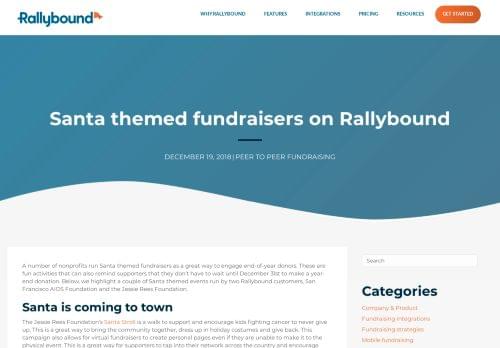 Rallybound
WHY RALLYBOUND
FEATURES
INTEGRATIONS
PRICING
RESOURCES
GET STARTED
Santa themed fundraisers on Rallybound
DECEMBER 19, 2018 | PEER TO PEER FUNDRAISING
A number of nonprofits run Santa themed fundraisers as a great way to engage end-of-year donors. These are
fun activities that can also remind supporters that they don't have to wait until December 31st to make a year-
end donation. Below, we highlight a couple of Santa themed events run by two Rallybound customers, San
Francisco AIDS Foundation and the Jessie Rees Foundation.
Santa is coming to town
The Jessie Rees Foundation's Santa Stroll is a walk to support and encourage kids fighting cancer to never give
up. This is a great way to bring the community together, dress up in holiday costumes and give back. This
campaign also allows for virtual fundraisers to create personal pages even if they are unable to make it to the
physical event. This is a great way for supporters to tap into their network across the country and encourage
Search
Categories
Company & Product
Fundraising integrations
Fundraising strategies
Mobile fundraising